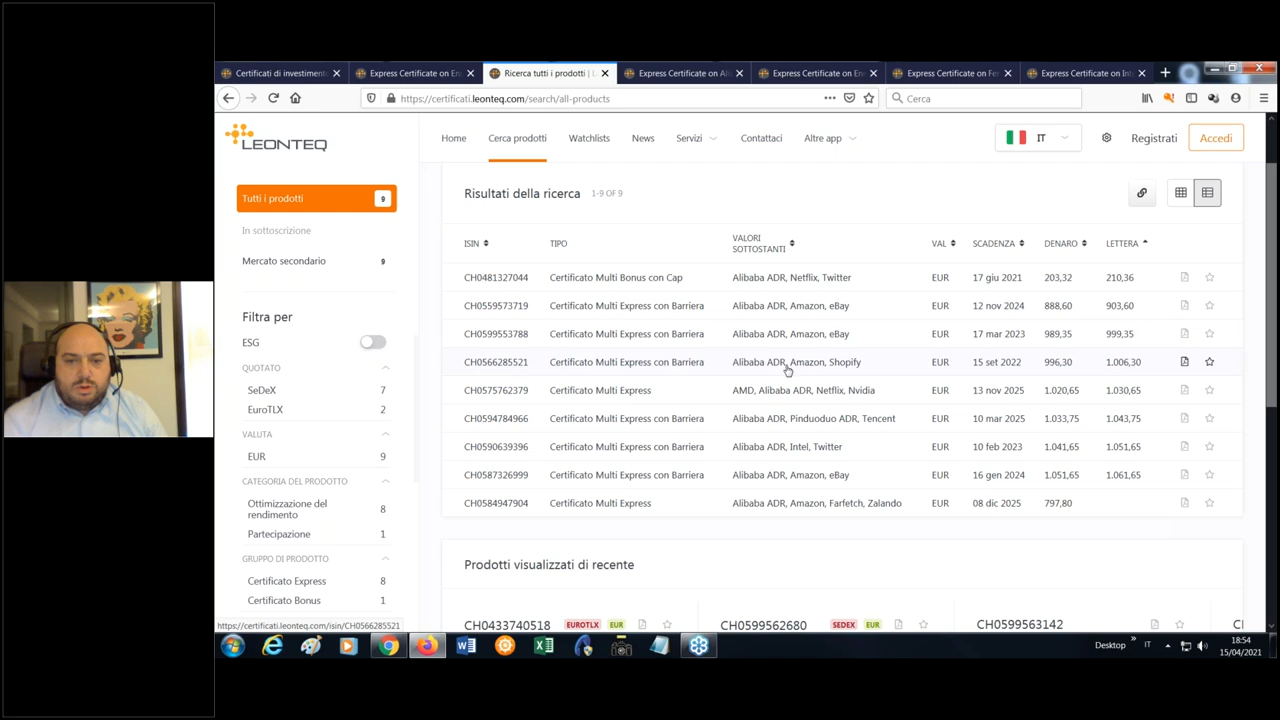 Certificati di investiment
Express Certificate on En
Ricerca tutti i prodotti | L
Express Certificate on Ali
Express Certificate on Ene
Express Certificate on Fer
Express Certificate on Int
https://certificati.leonteq.com/search/all-products
Cerca
LEONTEQ
Home
Cerca prodotti
Watchlists
News
Servizi
Contattaci
Altre app
IT
Registrati
Accedi
Tutti i prodotti 9
In sottoscrizione
Mercato secondario 9
Filtra per
ESG
QUOTATO
SeDeX 7
EuroTLX 2
VALUTA
EUR 9
CATEGORIA DEL PRODOTTO
Ottimizzazione del
rendimento 8
Partecipazione 1
GRUPPO DI PRODOTTO
Certificato Express 8
Certificato Bonus 1
Risultati della ricerca 1-9 OF 9
ISIN TIPO VALORI SOTTOSTANTI VAL SCADENZA DENARO LETTERA
CH0481327044 Certificato Multi Bonus con Cap Alibaba ADR, Netflix, Twitter EUR 17 giu 2021 203,32 210,36
CH0559573719 Certificato Multi Express con Barriera Alibaba ADR, Amazon, eBay EUR 12 nov 2024 888,60 903,60
CH0599553788 Certificato Multi Express con Barriera Alibaba ADR, Amazon, eBay EUR 17 mar 2023 989,35 999,35
CH0566285521 Certificato Multi Express con Barriera Alibaba ADR, Amazon, Shopify EUR 15 set 2022 996,30 1.006,30
CH0575762379 Certificato Multi Express AMD, Alibaba ADR, Netflix, Nvidia EUR 13 nov 2025 1.020,65 1.030,65
CH0594784966 Certificato Multi Express con Barriera Alibaba ADR, Pinduoduo ADR, Tencent EUR 10 mar 2025 1.033,75 1.043,75
CH0590639396 Certificato Multi Express con Barriera Alibaba ADR, Intel, Twitter EUR 10 feb 2023 1.041,65 1.051,65
CH0587326999 Certificato Multi Express con Barriera Alibaba ADR, Amazon, eBay EUR 16 gen 2024 1.051,65 1.061,65
CH0584947904 Certificato Multi Express Alibaba ADR, Amazon, Farfetch, Zalando EUR 08 dic 2025 797,80
Prodotti visualizzati di recente
CH0433740518 EUROTLX EUR
CH0599562680 SEDEX EUR
CH0599563142
https://certificati.leonteq.com/isin/CH0566285521
Desktop
IT
18:54
15/04/2021